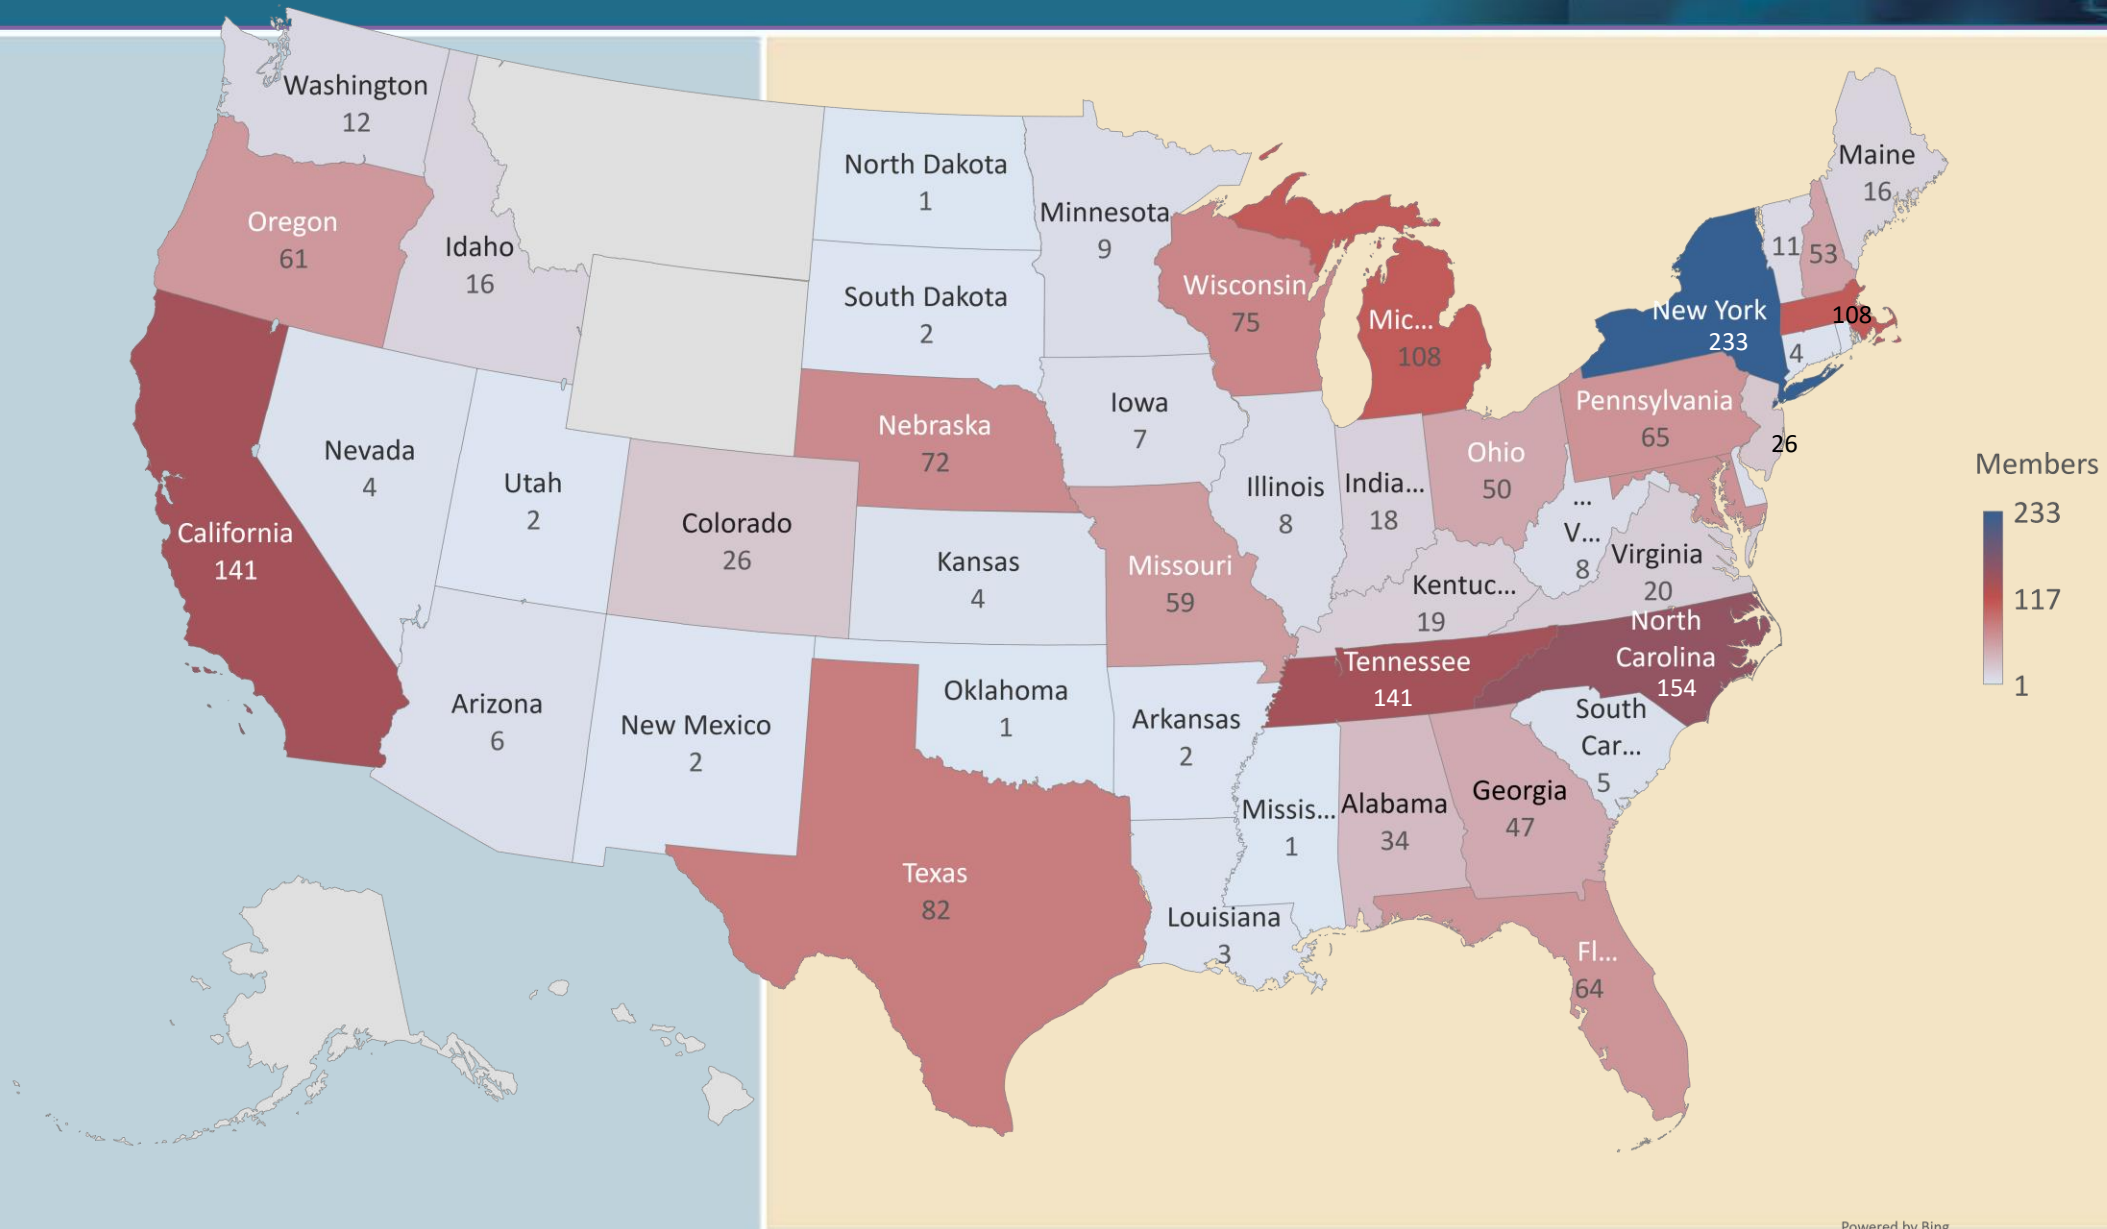 Washington
12
Oregon
61
Idaho
16
North Dakota
1
South Dakota
2
Minnesota
9
Wisconsin
75
Mic...
108
Maine
16
11
53
New York
233
108
4
Pennsylvania
65
26
Nebraska
72
Iowa
7
Illinois
8
India...
18
Ohio
50
...
V...
8
Virginia
20
California
141
Nevada
4
Utah
2
Colorado
26
Kansas
4
Missouri
59
Kentuc...
19
North
Carolina
154
Tennessee
141
South
Car...
5
Arizona
6
New Mexico
2
Oklahoma
1
Arkansas
2
Missis...
1
Alabama
34
Georgia
47
Texas
82
Louisiana
3
Fl...
64
Members
233
117
1
Powered by Bing